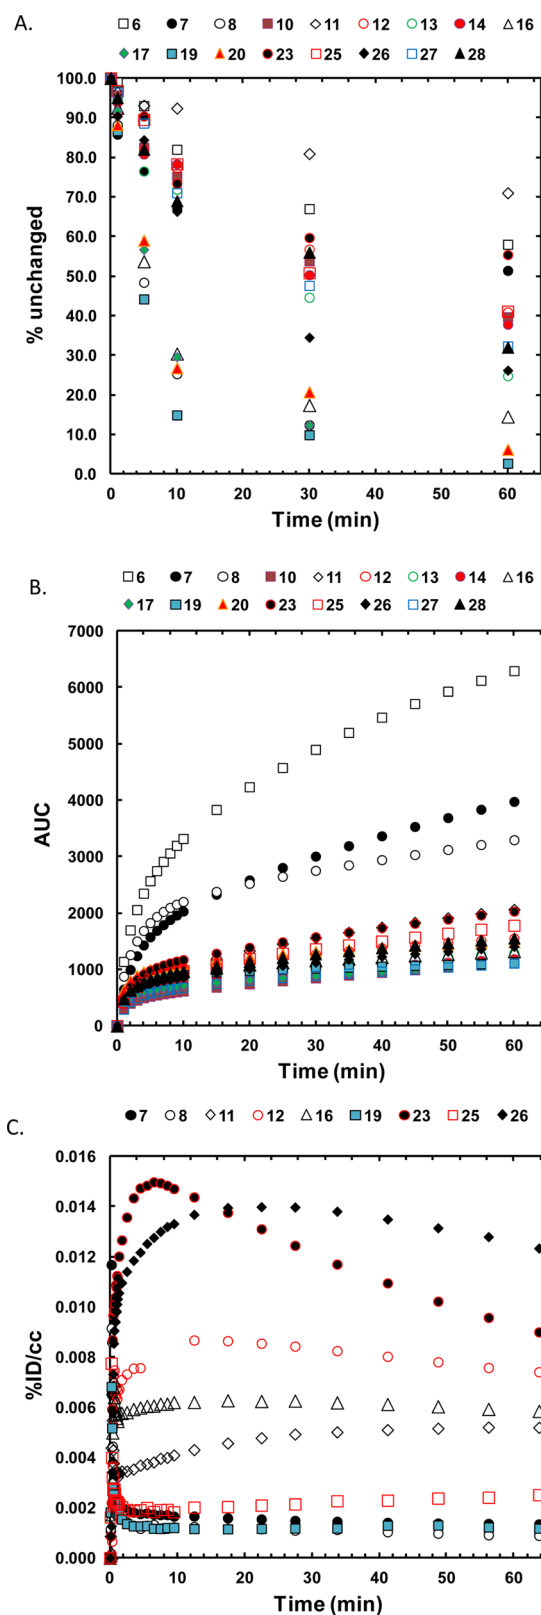 A.
6 7 8 10 11 12 13 14 16
17 19 20 23 25 26 27 28
100.0
90.0
80.0
70.0
60.0
50.0
40.0
30.0
20.0
10.0
0.0
% unchanged
0 10 20 30 40 50 60
Time (min)
B.
6 7 8 10 11 12 13 14 16
17 19 20 23 25 26 27 28
7000
6000
5000
4000
3000
2000
1000
0
AUC
0 10 20 30 40 50 60
Time (min)
C.
7 8 11 12 16 19 23 25 26
0.016
0.014
0.012
0.010
0.008
0.006
0.004
0.002
0.000
%ID/cc
0 10 20 30 40 50 60
Time (min)